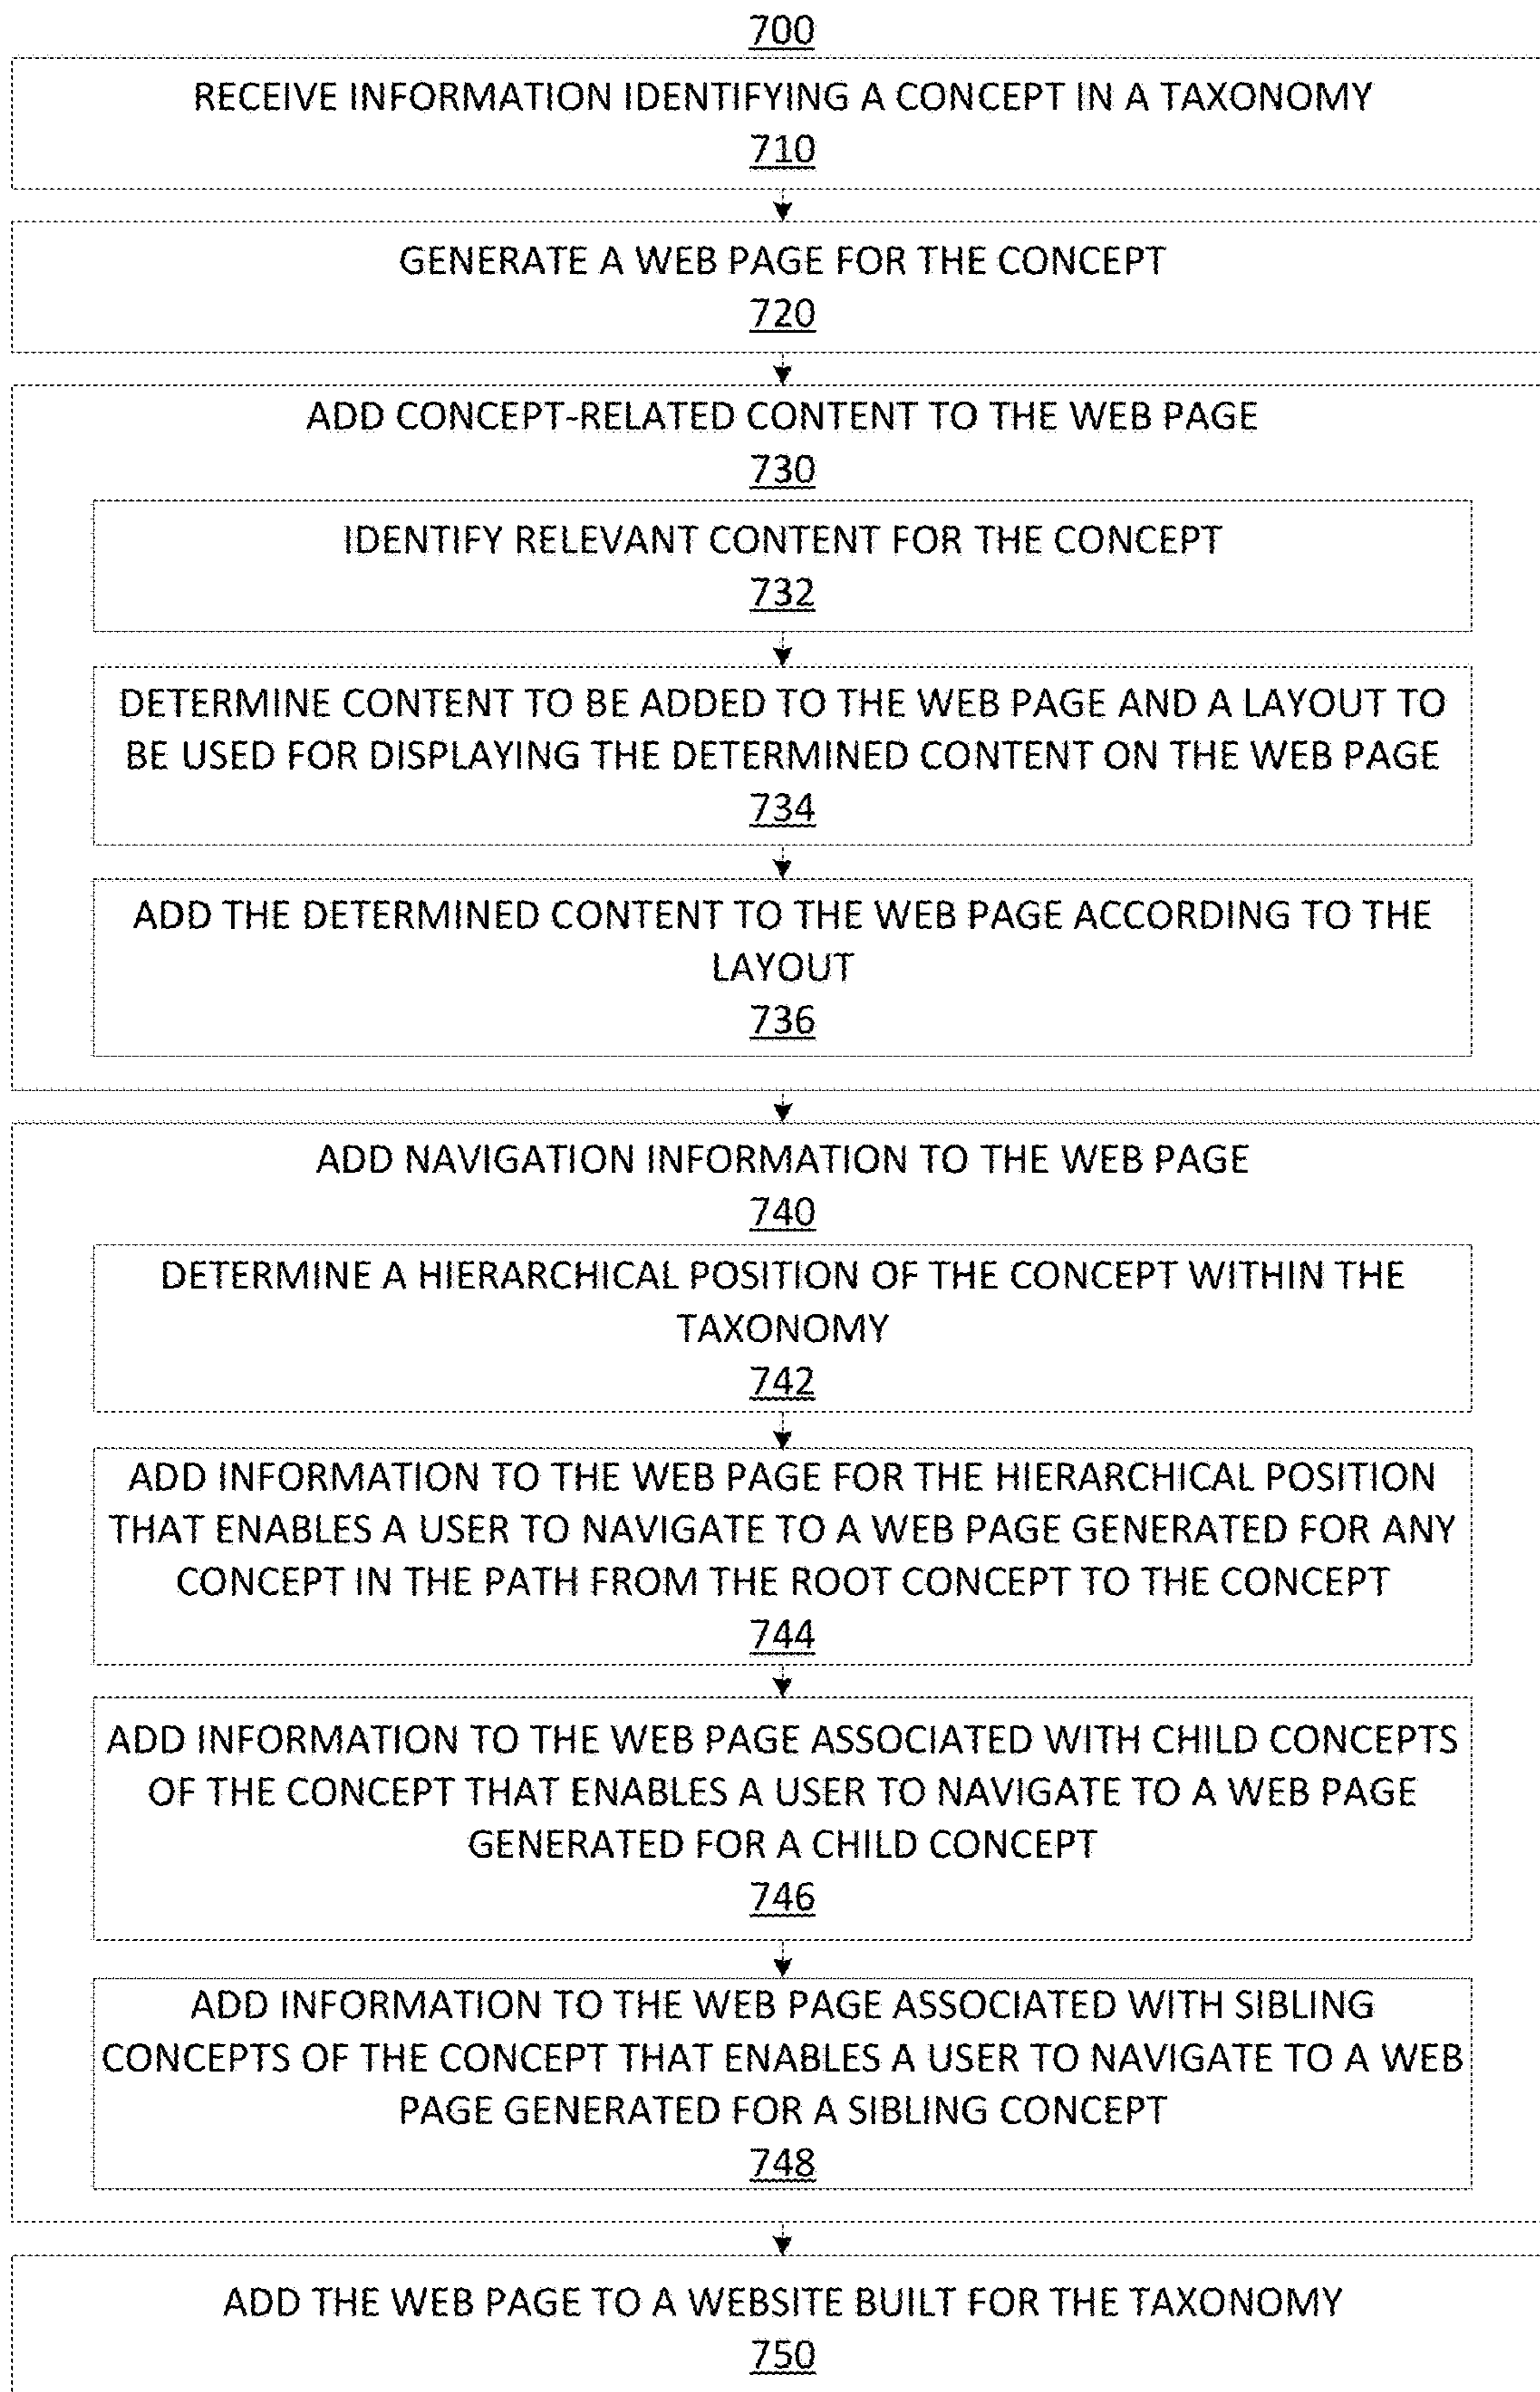 700
RECEIVE INFORMATION IDENTIFYING A CONCEPT IN A TAXONOMY
710
GENERATE A WEB PAGE FOR THE CONCEPT
720
ADD CONCEPT-RELATED CONTENT TO THE WEB PAGE
730
IDENTIFY RELEVANT CONTENT FOR THE CONCEPT
732
DETERMINE CONTENT TO BE ADDED TO THE WEB PAGE AND A LAYOUT TO
BE USED FOR DISPLAYING THE DETERMINED CONTENT ON THE WEB PAGE
734
ADD THE DETERMINED CONTENT TO THE WEB PAGE ACCORDING TO THE
LAYOUT
736
ADD NAVIGATION INFORMATION TO THE WEB PAGE
740
DETERMINE A HIERARCHICAL POSITION OF THE CONCEPT WITHIN THE
TAXONOMY
742
ADD INFORMATION TO THE WEB PAGE FOR THE HIERARCHICAL POSITION
THAT ENABLES A USER TO NAVIGATE TO A WEB PAGE GENERATED FOR ANY
CONCEPT IN THE PATH FROM THE ROOT CONCEPT TO THE CONCEPT
744
ADD INFORMATION TO THE WEB PAGE ASSOCIATED WITH CHILD CONCEPTS
OF THE CONCEPT THAT ENABLES A USER TO NAVIGATE TO A WEB PAGE
GENERATED FOR A CHILD CONCEPT
746
ADD INFORMATION TO THE WEB PAGE ASSOCIATED WITH SIBLING
CONCEPTS OF THE CONCEPT THAT ENABLES A USER TO NAVIGATE TO A WEB
PAGE GENERATED FOR A SIBLING CONCEPT
748
ADD THE WEB PAGE TO A WEBSITE BUILT FOR THE TAXONOMY
750